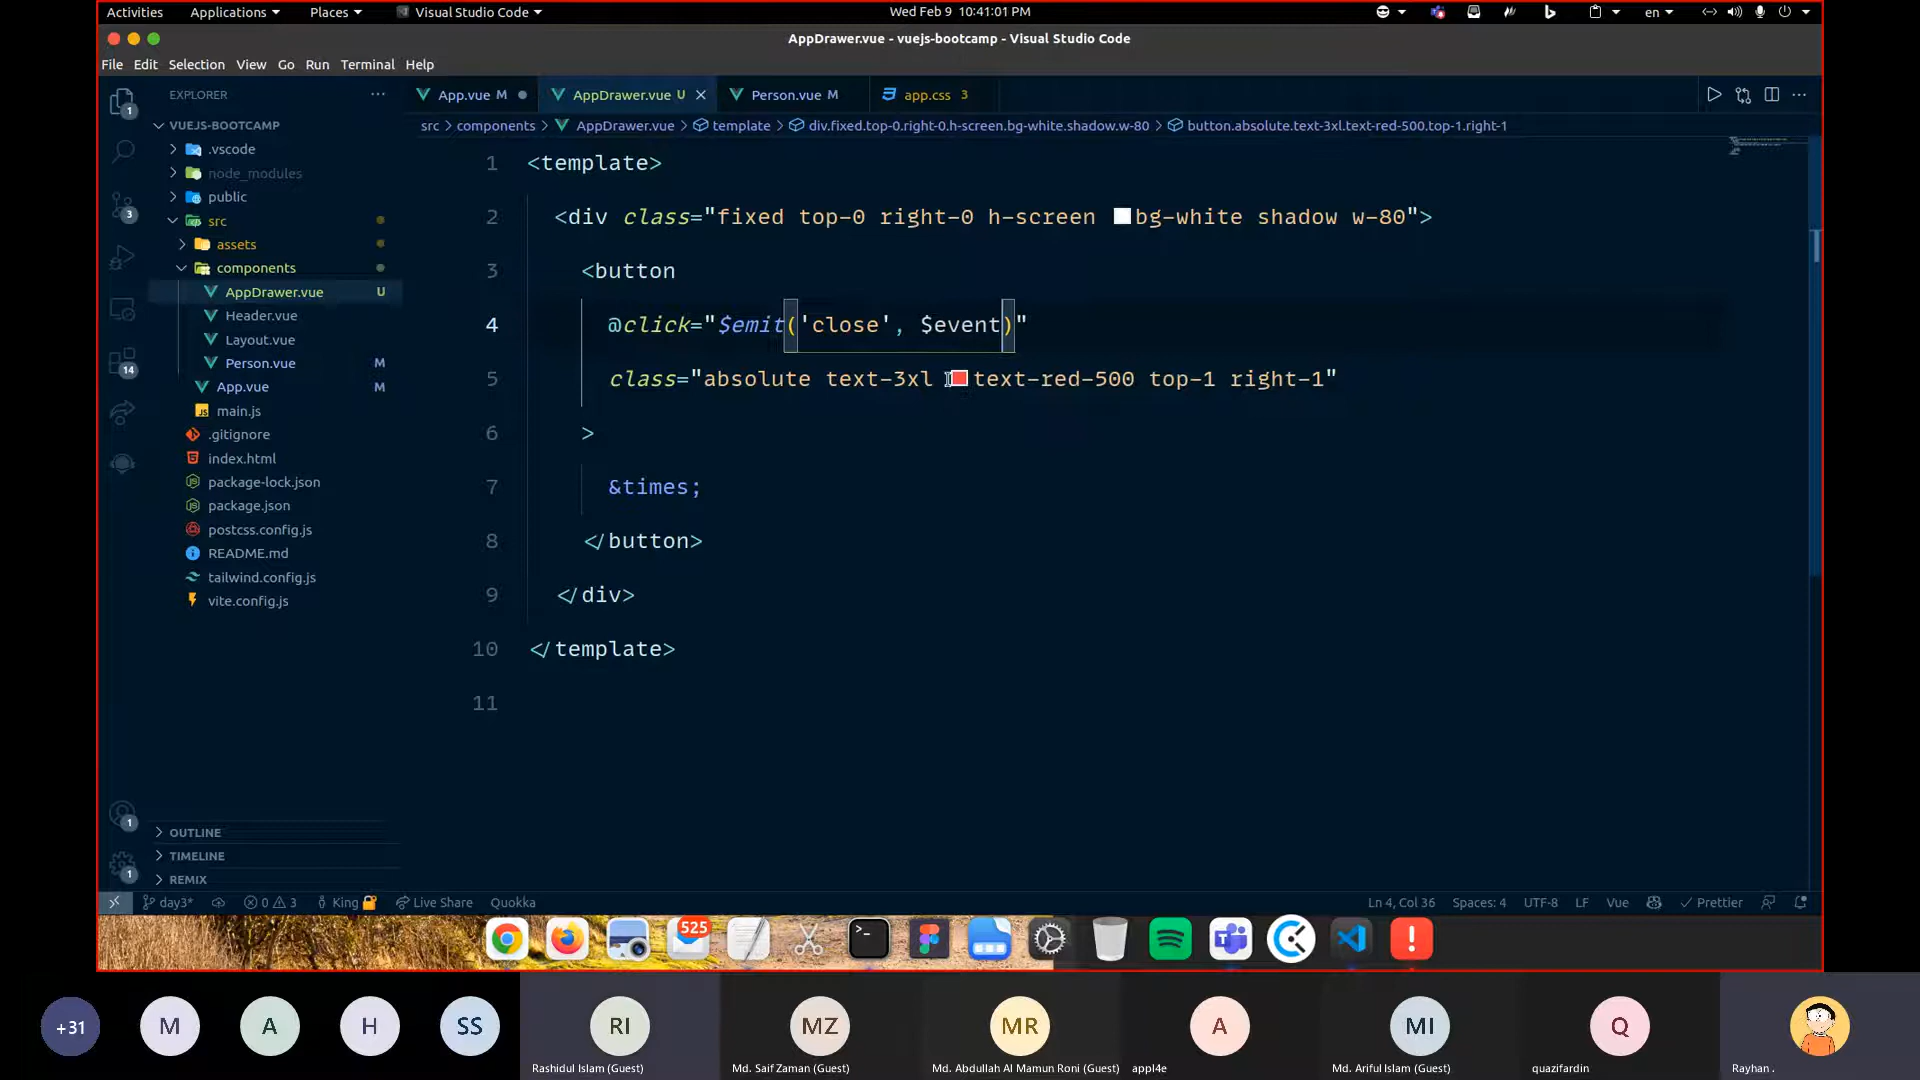 Activities Applications Places Visual Studio Code Wed Feb 9 10:41:01 PM en
AppDrawer.vue - vuejs-bootcamp - Visual Studio Code
File Edit Selection View Go Run Terminal Help
EXPLORER
App.vue M
AppDrawer.vue U
Person.vue M
app.css 3
VUEJS-BOOTCAMP
src > components > AppDrawer.vue > template > div.fixed.top-0.right-0.h-screen.bg-white.shadow.w-80 > button.absolute.text-3xl.text-red-500.top-1.right-1
.vscode
node_modules
public
src
assets
components
AppDrawer.vue U
Header.vue
Layout.vue
Person.vue M
App.vue M
main.js
.gitignore
index.html
package-lock.json
package.json
postcss.config.js
README.md
tailwind.config.js
vite.config.js
1
3
14
1
1
OUTLINE
TIMELINE
REMIX
1 <template>
2 <div class="fixed top-0 right-0 h-screen bg-white shadow w-80">
3 <button
4 @click="$emit('close', $event)"
5 class="absolute text-3xl text-red-500 top-1 right-1"
6 >
7 &times;
8 </button>
9 </div>
10 </template>
11
day3* 0 3 King Live Share Quokka Ln 4, Col 36 Spaces: 4 UTF-8 LF Vue Prettier
525
+31 M A H SS RI MZ MR A MI Q
Rashidul Islam (Guest) Md. Saif Zaman (Guest) Md. Abdullah Al Mamun Roni (Guest) appl4e Md. Ariful Islam (Guest) quazifardin Rayhan .